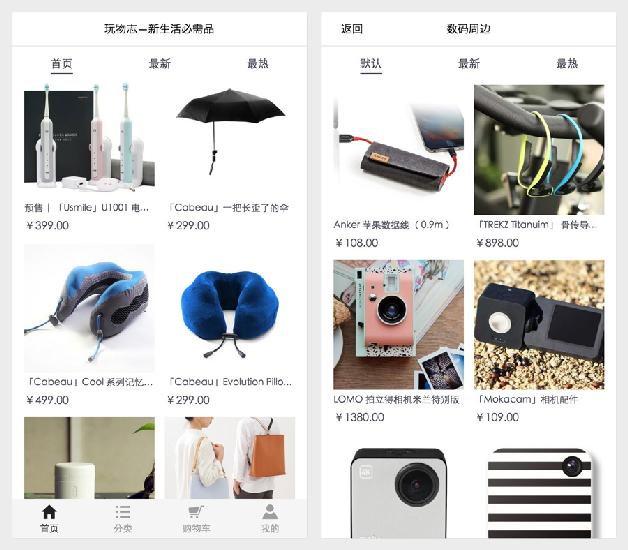 玩物志—新生活必需品
首页
最新
最热
预售｜「Usmile」U1001 电...
「Cabeau」一把长歪了的伞
￥399.00
￥299.00
「Cabeau」Cool 系列记忆...
「Cabeau」Evolution Pillo...
￥499.00
￥299.00
首页
分类
购物车
我的
返回
数码周边
默认
最新
最热
Anker 苹果数据线（ 0.9m ）
「TREKZ Titanuim」 骨传导...
￥108.00
￥898.00
LOMO 拍立得相机米兰特别版
「Mokacam」相机配件
￥1380.00
￥109.00
4K